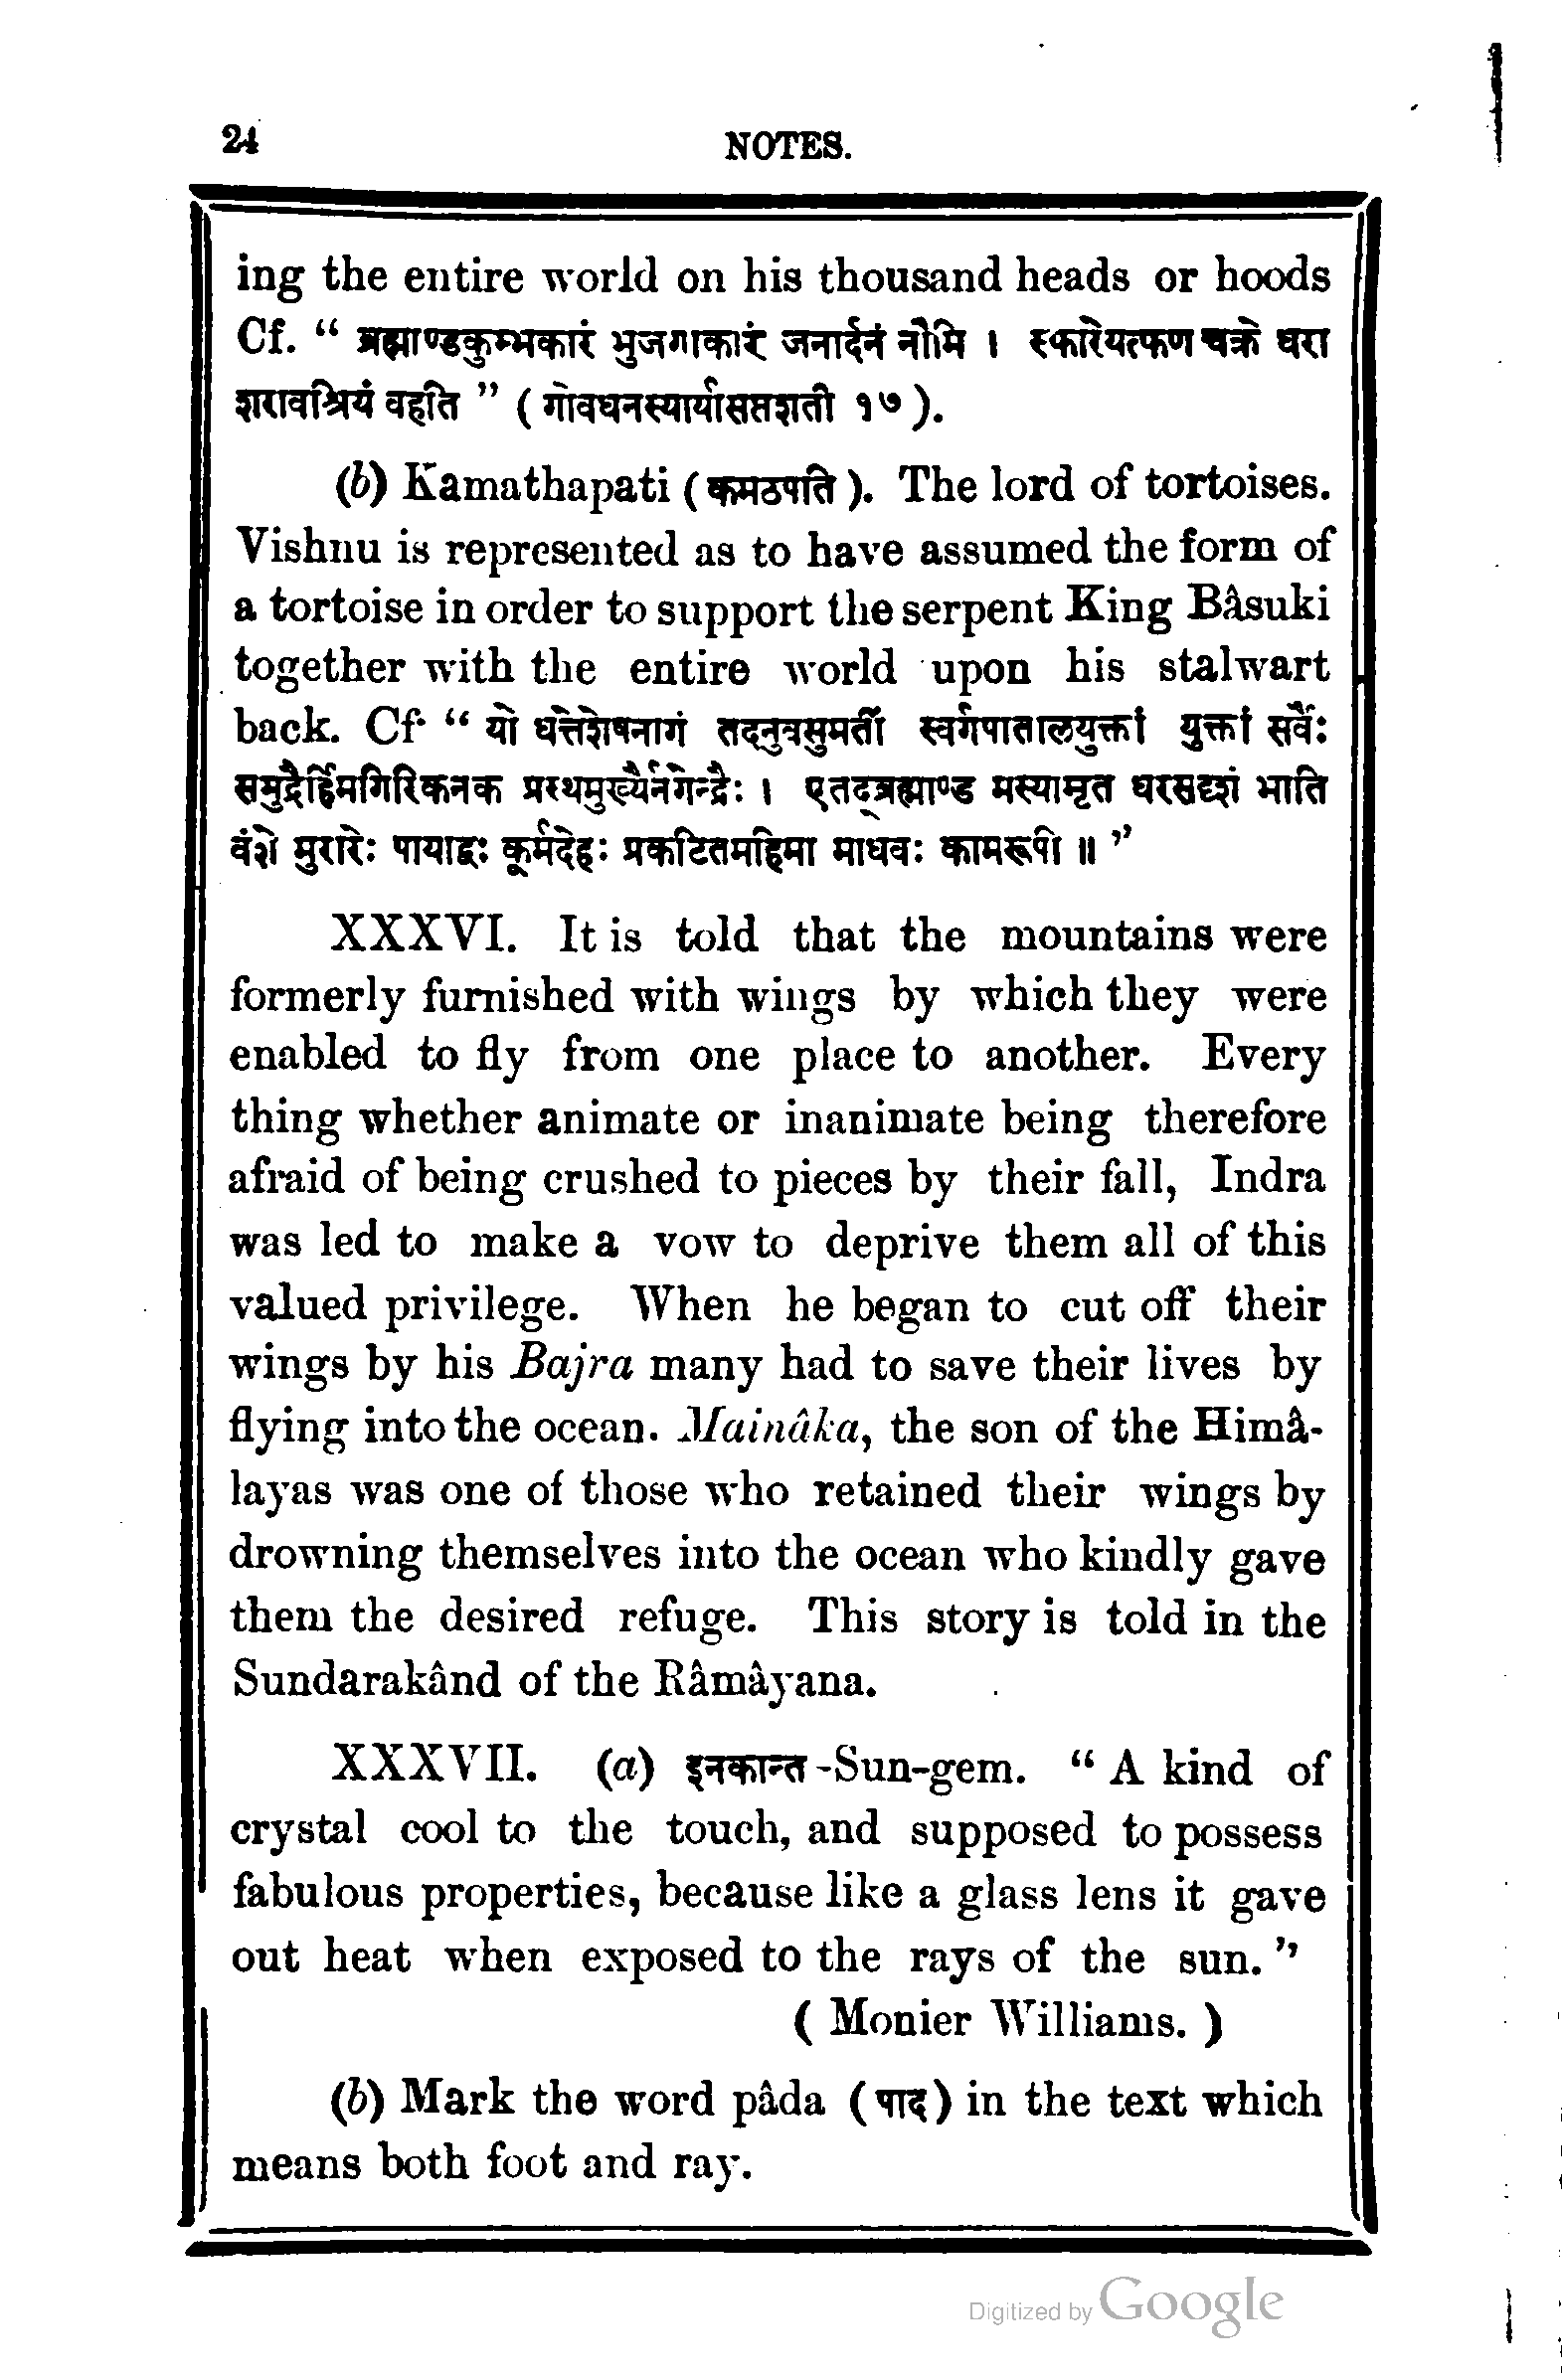 24
NOTES.
ing the entire world on his thousand heads or hoods
Cf. “ ब्रह्माण्डकुम्भकारं भुजगाकारं जनार्दनं नोमि । स्कारेयत्फण चक्रे धरा
शरावश्रियं वहति ” ( गोवधनस्यार्यासप्तशती १७ ).
(b) Kamathapati ( कमठपति ). The lord of tortoises.
Vishnu is represented as to have assumed the form of
a tortoise in order to support the serpent King Bâsuki
together with the entire world upon his stalwart
back. Cf. “ यो धत्तेशेषनागं तदनुवसुमतीं स्वर्गपातालयुक्तां युक्तां सर्वैः
समुद्रैर्हिमगिरिकनक प्रस्थमुख्यैर्नगेन्द्रैः । एतद्ब्रह्माण्ड मस्यामृत घरसदृशं भाति
वंशे मुरारेः पायाद्वः कूर्मदेहः प्रकटितमहिमा माधवः कामरूपी ॥ ”
XXXVI. It is told that the mountains were
formerly furnished with wings by which they were
enabled to fly from one place to another. Every
thing whether animate or inanimate being therefore
afraid of being crushed to pieces by their fall, Indra
was led to make a vow to deprive them all of this
valued privilege. When he began to cut off their
wings by his Bajra many had to save their lives by
flying into the ocean. Mainâka, the son of the Himâ-
layas was one of those who retained their wings by
drowning themselves into the ocean who kindly gave
them the desired refuge. This story is told in the
Sundarakând of the Râmâyana.
XXXVII. (a) इनकान्त -Sun-gem. “ A kind of
crystal cool to the touch, and supposed to possess
fabulous properties, because like a glass lens it gave
out heat when exposed to the rays of the sun. ”
( Monier Williams. )
(b) Mark the word pâda ( पाद ) in the text which
means both foot and ray.
Digitized by Google